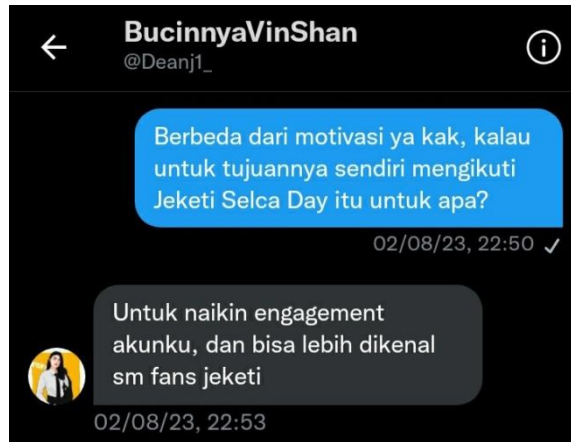 BucinnyaVinShan
@Deanj1_
Berbeda dari motivasi ya kak, kalau
untuk tujuannya sendiri mengikuti
Jeketi Selca Day itu untuk apa?
02/08/23, 22:50
Untuk naikin engagement
akunku, dan bisa lebih dikenal
sm fans jeketi
02/08/23, 22:53